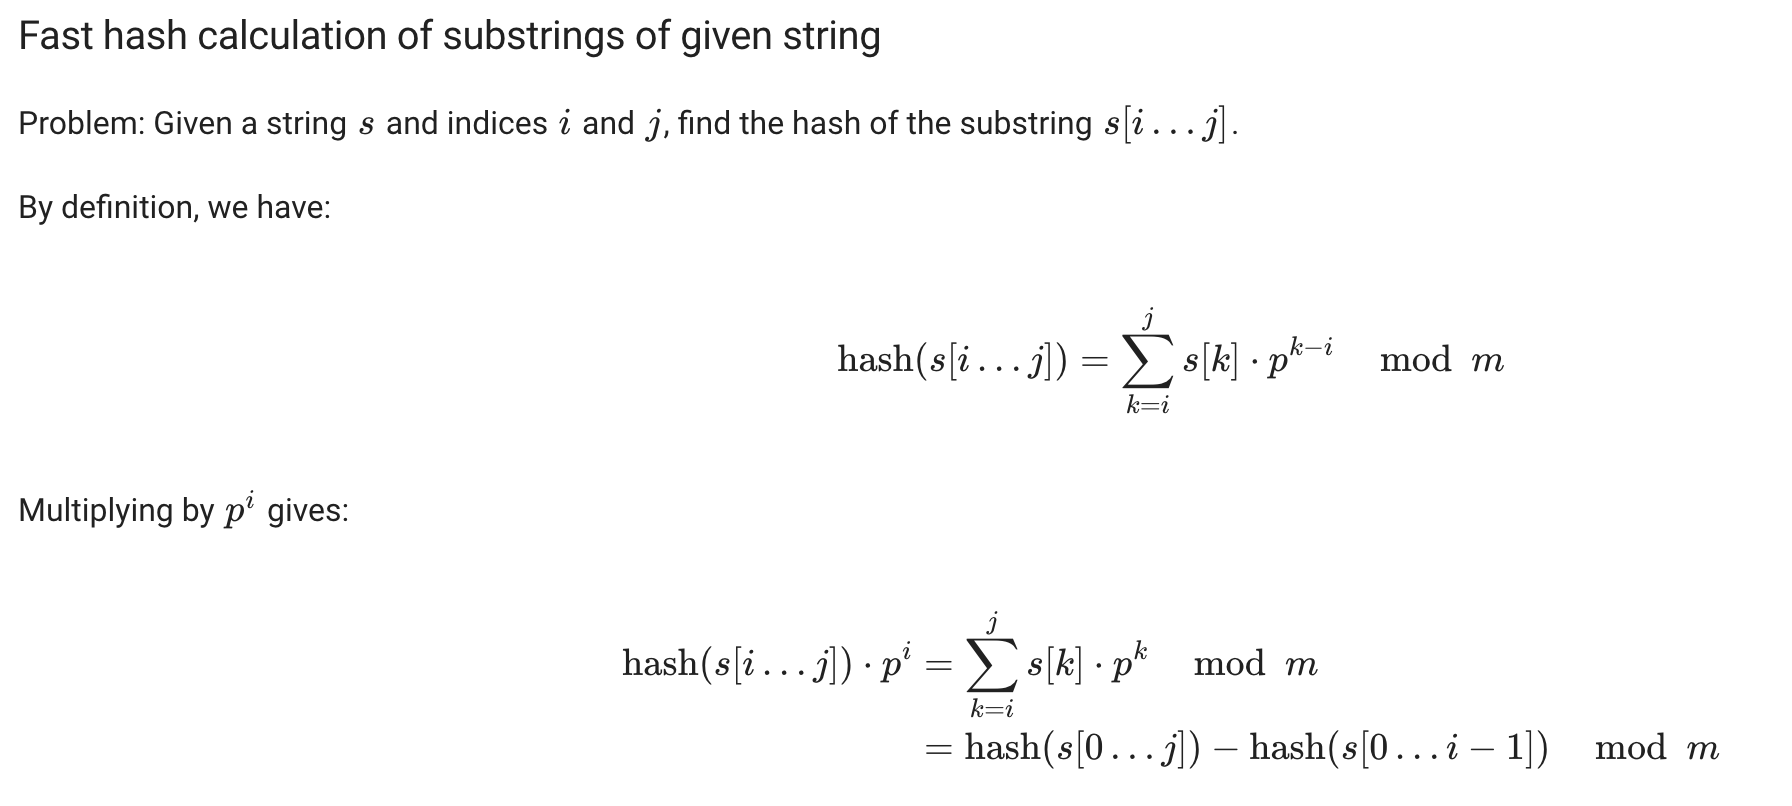 Fast hash calculation of substrings of given string
Problem: Given a string s and indices i and j, find the hash of the substring s[i … j].
By definition, we have:
$$\text{hash}(s[i \dots j]) = \sum_{k=i}^{j} s[k] \cdot p^{k-i} \mod m$$
Multiplying by $p^i$ gives:
$$\text{hash}(s[i \dots j]) \cdot p^i = \sum_{k=i}^{j} s[k] \cdot p^k \mod m$$
$$= \text{hash}(s[0 \dots j]) - \text{hash}(s[0 \dots i-1]) \mod m$$